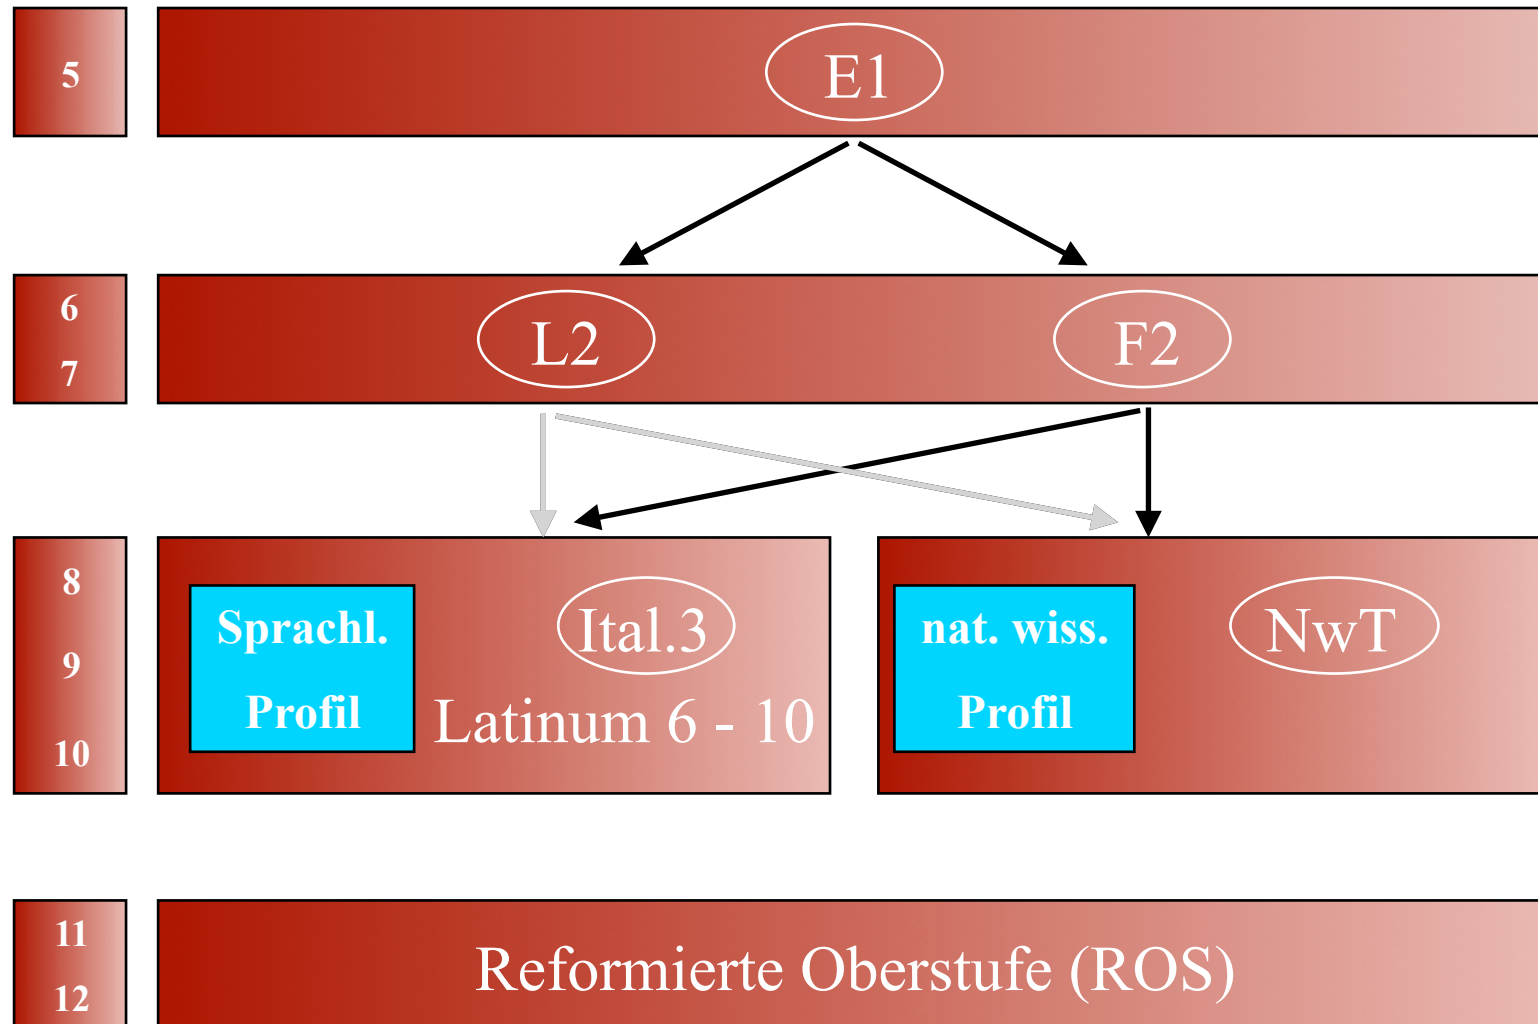 5
E1
6
7
L2
F2
8
9
10
Sprachl.
Profil
Ital.3
Latinum 6 - 10
nat. wiss.
Profil
NwT
11
12
Reformierte Oberstufe (ROS)